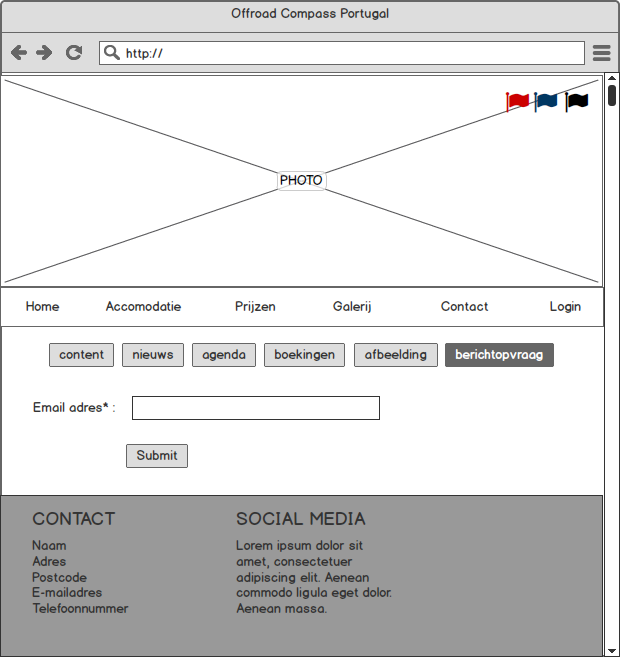 Offroad Compass Portugal
http://
PHOTO
Home Accomodatie Prijzen Galerij Contact Login
content nieuws agenda boekingen afbeelding berichtopvraag
Email adres* :
Submit
CONTACT
Naam
Adres
Postcode
E-mailadres
Telefoonnummer
SOCIAL MEDIA
Lorem ipsum dolor sit
amet, consectetuer
adipiscing elit. Aenean
commodo ligula eget dolor.
Aenean massa.